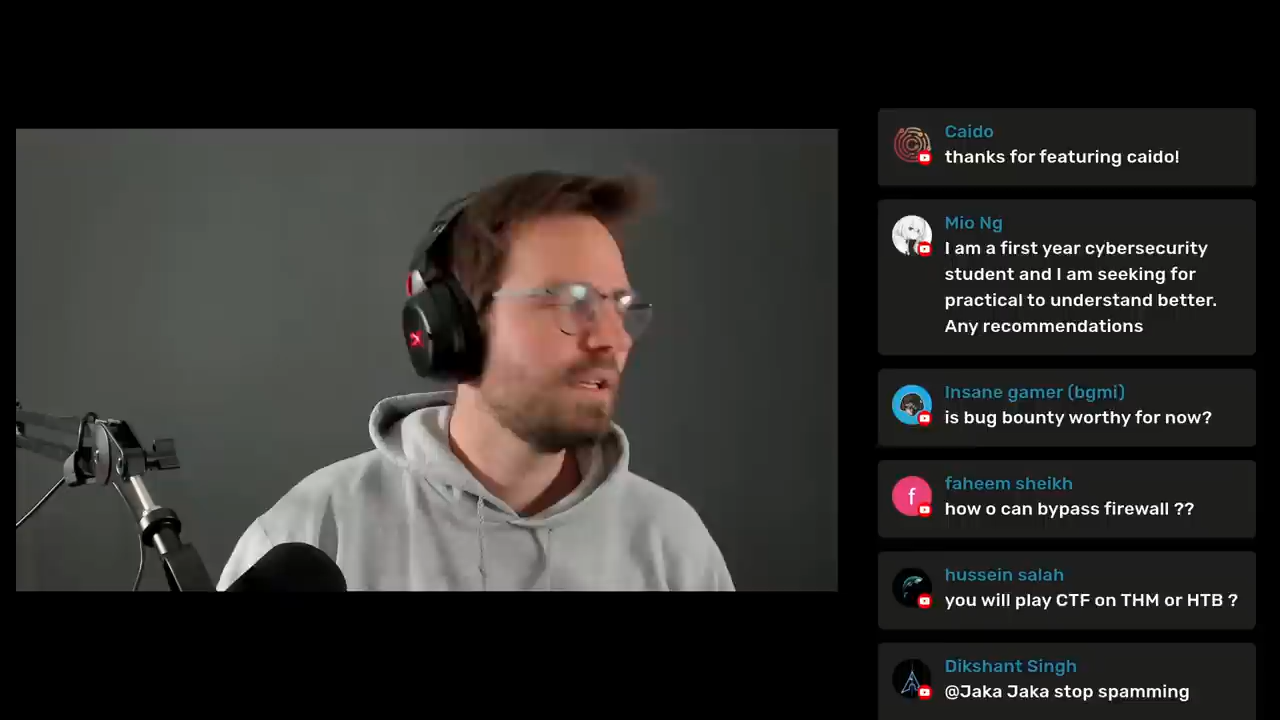 Caido
thanks for featuring caido!
Mio Ng
I am a first year cybersecurity
student and I am seeking for
practical to understand better.
Any recommendations
Insane gamer (bgmi)
is bug bounty worthy for now?
f
faheem sheikh
how o can bypass firewall ??
hussein salah
you will play CTF on THM or HTB ?
Dikshant Singh
@Jaka Jaka stop spamming